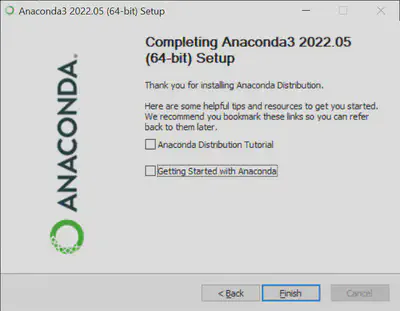 Anaconda3 2022.05 (64-bit) Setup
Completing Anaconda3 2022.05
(64-bit) Setup
Thank you for installing Anaconda Distribution.
Here are some helpful tips and resources to get you started.
We recommend you bookmark these links so you can refer
back to them later.
Anaconda Distribution Tutorial
Getting Started with Anaconda
ANACONDA.
< Back
Finish
Cancel